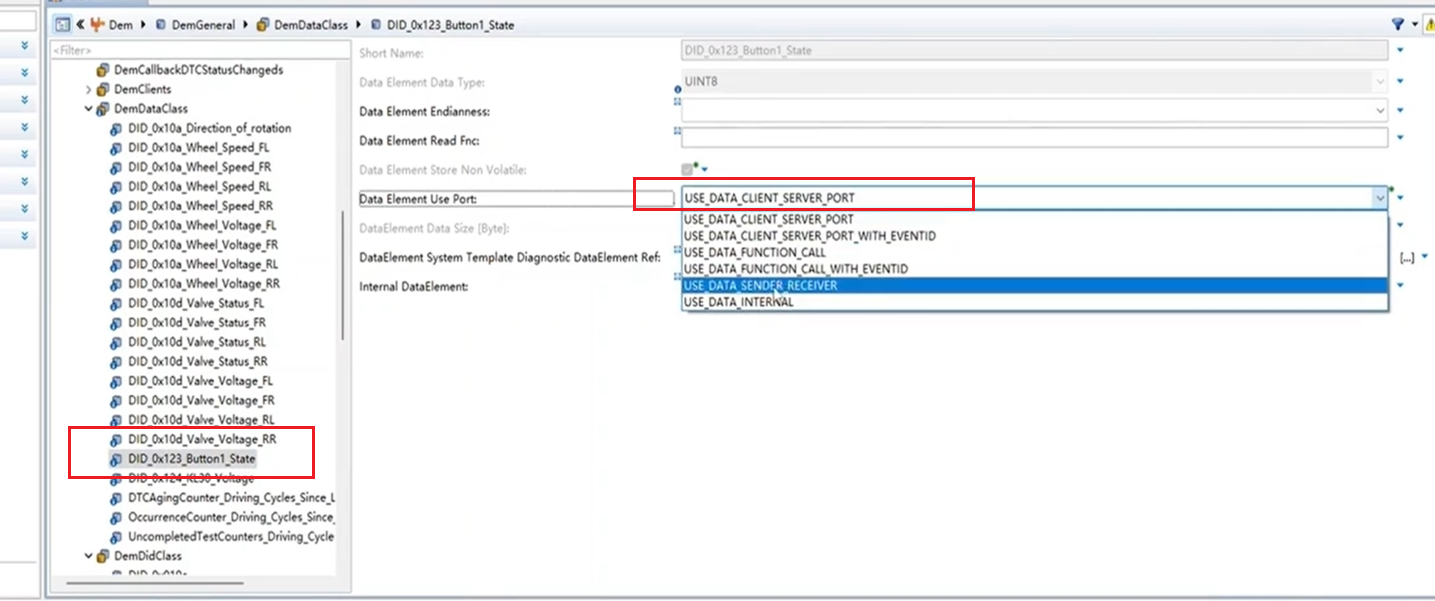 Dem DemGeneral DemDataClass DID_0x123_Button1_State
<Filter>
DemCallbackDTCStatusChangeds
DemClients
DemDataClass
DID_0x10a_Direction_of_rotation
DID_0x10a_Wheel_Speed_FL
DID_0x10a_Wheel_Speed_FR
DID_0x10a_Wheel_Speed_RL
DID_0x10a_Wheel_Speed_RR
DID_0x10a_Wheel_Voltage_FL
DID_0x10a_Wheel_Voltage_FR
DID_0x10a_Wheel_Voltage_RL
DID_0x10a_Wheel_Voltage_RR
DID_0x10d_Valve_Status_FL
DID_0x10d_Valve_Status_FR
DID_0x10d_Valve_Status_RL
DID_0x10d_Valve_Status_RR
DID_0x10d_Valve_Voltage_FL
DID_0x10d_Valve_Voltage_FR
DID_0x10d_Valve_Voltage_RL
DID_0x10d_Valve_Voltage_RR
DID_0x123_Button1_State
DID_0x124_KL30_Voltage
DTCAgingCounter_Driving_Cycles_Since_L
OccurrenceCounter_Driving_Cycles_Since_
UncompletedTestCounters_Driving_Cycle
DemDidClass
DID_0x010a
Short Name: DID_0x123_Button1_State
Data Element Data Type: UINT8
Data Element Endianness:
Data Element Read Fnc:
Data Element Store Non Volatile:
Data Element Use Port: USE_DATA_CLIENT_SERVER_PORT
USE_DATA_CLIENT_SERVER_PORT
USE_DATA_CLIENT_SERVER_PORT_WITH_EVENTID
USE_DATA_FUNCTION_CALL
USE_DATA_FUNCTION_CALL_WITH_EVENTID
USE_DATA_SENDER_RECEIVER
USE_DATA_INTERNAL
DataElement Data Size [Byte]:
DataElement System Template Diagnostic DataElement Ref: [...]
Internal DataElement: